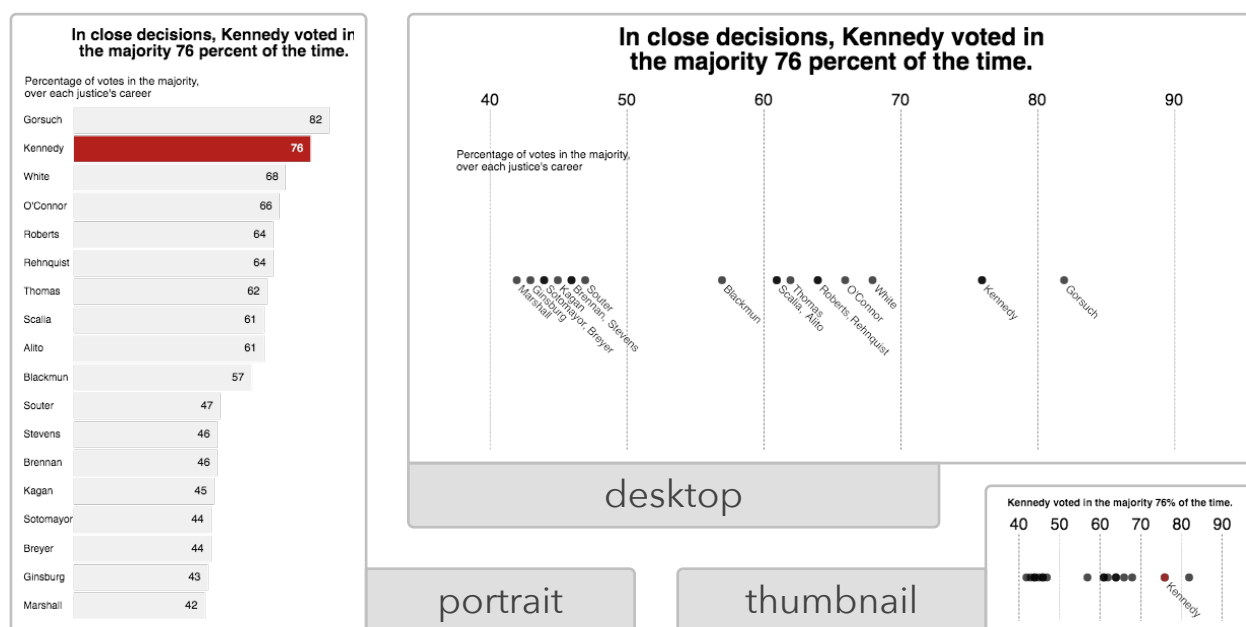 In close decisions, Kennedy voted in
the majority 76 percent of the time.
Percentage of votes in the majority,
over each justice's career
Gorsuch 82
Kennedy 76
White 68
O'Connor 66
Roberts 64
Rehnquist 64
Thomas 62
Scalia 61
Alito 61
Blackmun 57
Souter 47
Stevens 46
Brennan 46
Kagan 45
Sotomayor 44
Breyer 44
Ginsburg 43
Marshall 42
portrait
In close decisions, Kennedy voted in
the majority 76 percent of the time.
40 50 60 70 80 90
Percentage of votes in the majority,
over each justice's career
Marshall
Ginsburg
Sotomayor, Breyer
Kagan
Brennan, Stevens
Souter
Blackmun
Scalia, Alito
Thomas
Roberts, Rehnquist
O'Connor
White
Kennedy
Gorsuch
desktop
Kennedy voted in the majority 76% of the time.
40 50 60 70 80 90
Kennedy
thumbnail